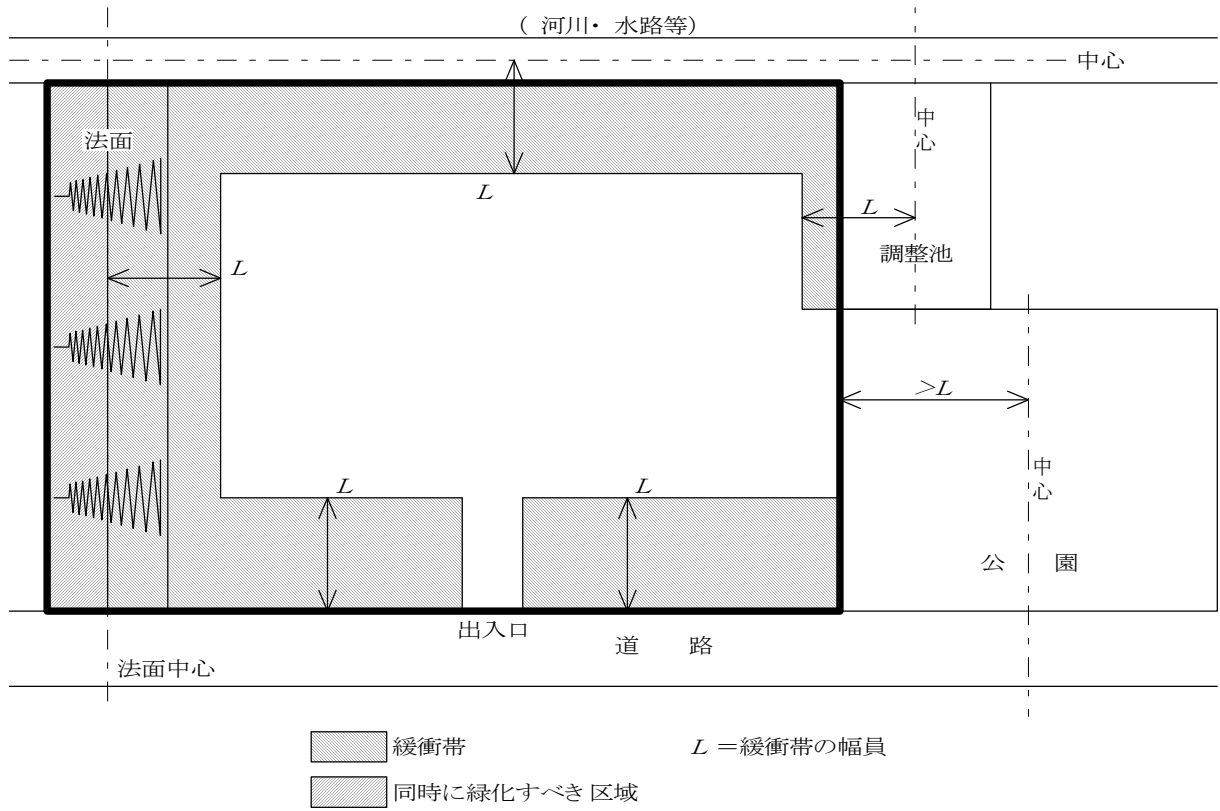 （ 河川・ 水路等）
中心
法面
中心
L
L
L
調整池
>L
L
L
中心
公 園
出入口
道 路
法面中心
緩衝帯
L ＝緩衝帯の幅員
同時に緑化すべき 区域